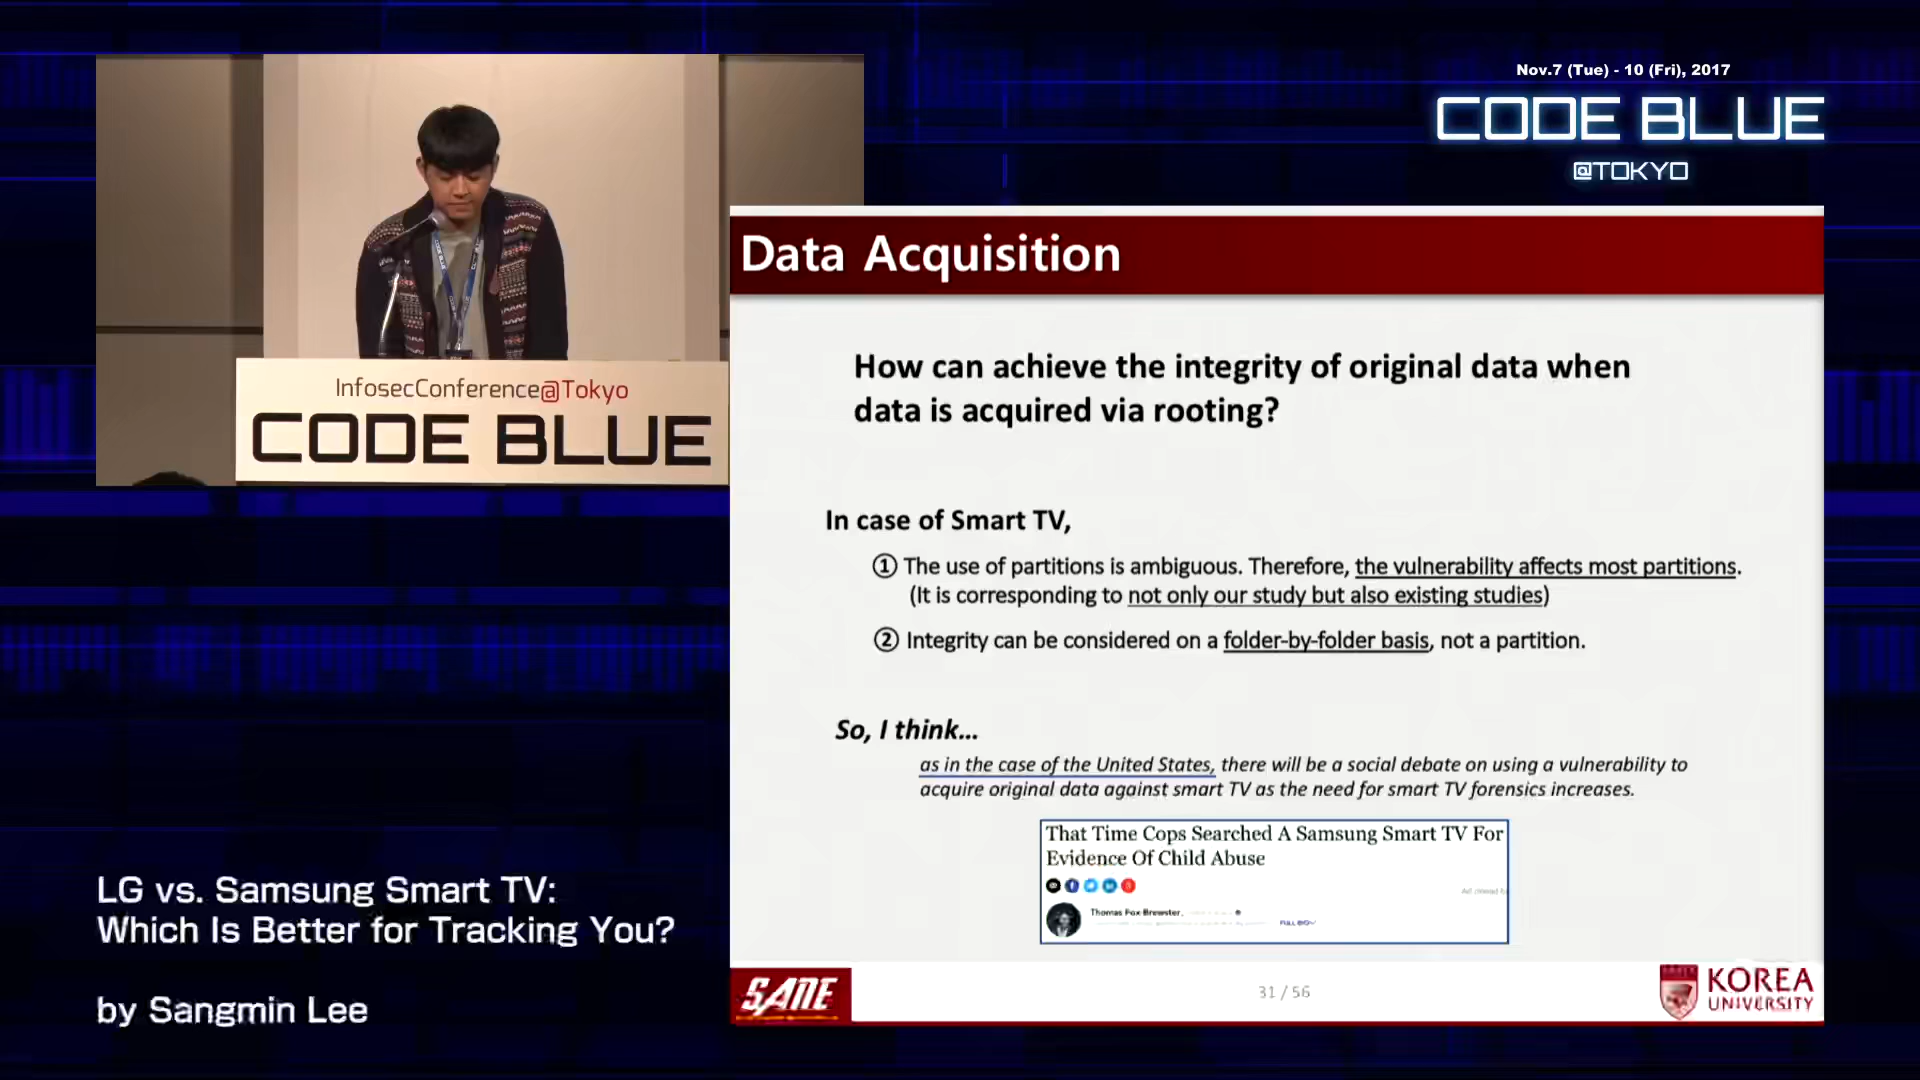 Nov.7 (Tue) - 10 (Fri), 2017
CODE BLUE
@TOKYO
InfosecConference@Tokyo
CODE BLUE
Data Acquisition
How can achieve the integrity of original data when
data is acquired via rooting?
In case of Smart TV,
① The use of partitions is ambiguous. Therefore, the vulnerability affects most partitions.
(It is corresponding to not only our study but also existing studies)
② Integrity can be considered on a folder-by-folder basis, not a partition.
So, I think...
as in the case of the United States, there will be a social debate on using a vulnerability to
acquire original data against smart TV as the need for smart TV forensics increases.
That Time Cops Searched A Samsung Smart TV For
Evidence Of Child Abuse
Thomas Fox-Brewster,
FULL BIO
SANE
31 / 56
KOREA
UNIVERSITY
LG vs. Samsung Smart TV:
Which Is Better for Tracking You?
by Sangmin Lee